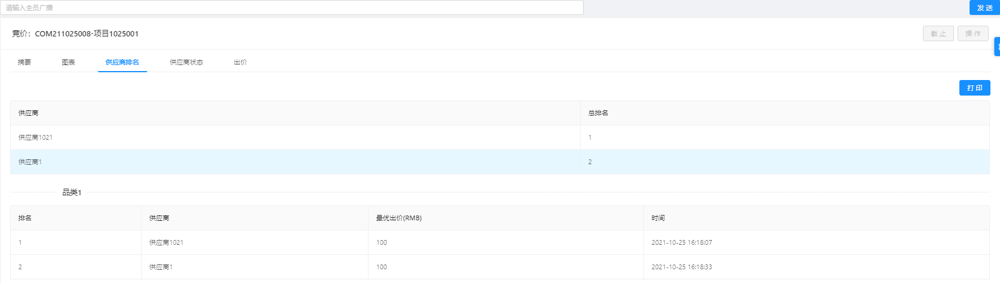 请输入全员广播 发 送
竞价：COM211025008-项目1025001 截 止 操 作
摘要 图表 供应商排名 供应商状态 出价
打 印
供应商 总排名
供应商1021 1
供应商1 2
品类1
排名 供应商 最优出价(RMB) 时间
1 供应商1021 100 2021-10-25 16:18:07
2 供应商1 100 2021-10-25 16:18:33